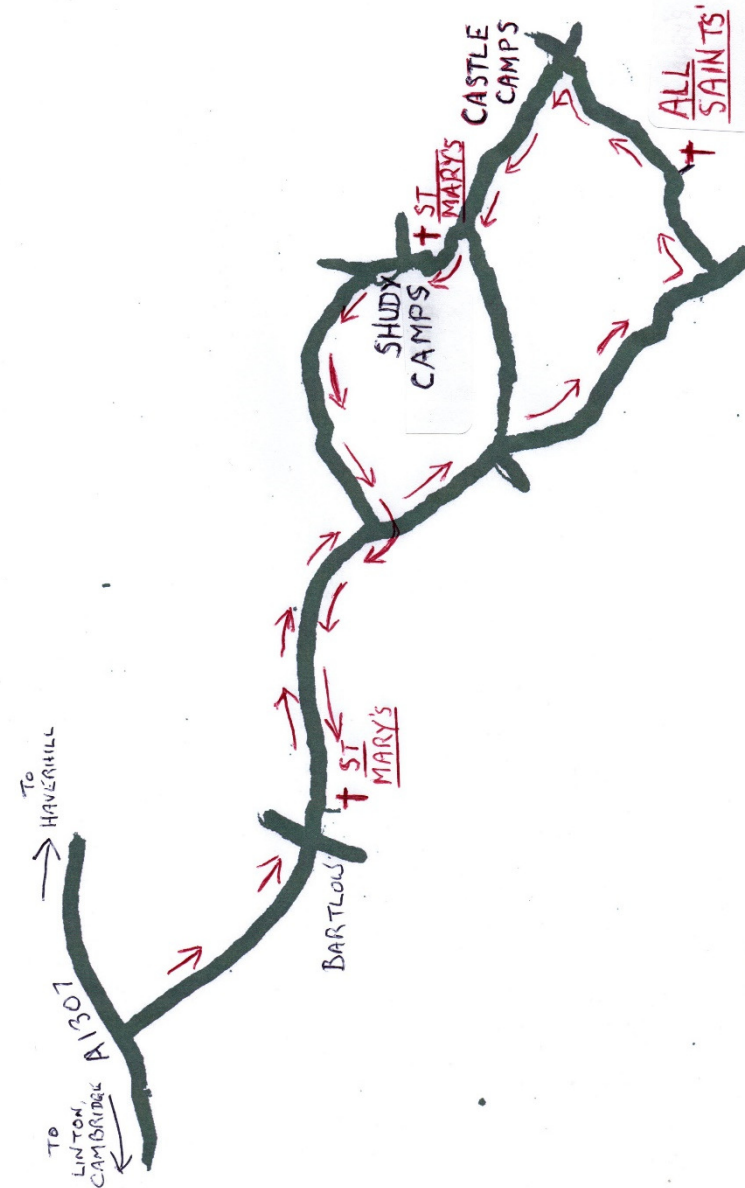 CASTLE
CAMPS
ALL
SAINTS'
ST
MARY'S
SHUDY
CAMPS
TO
HAVERHILL
ST
MARY'S
BARTLOW
A1307
TO
LINTON,
CAMBRIDGE